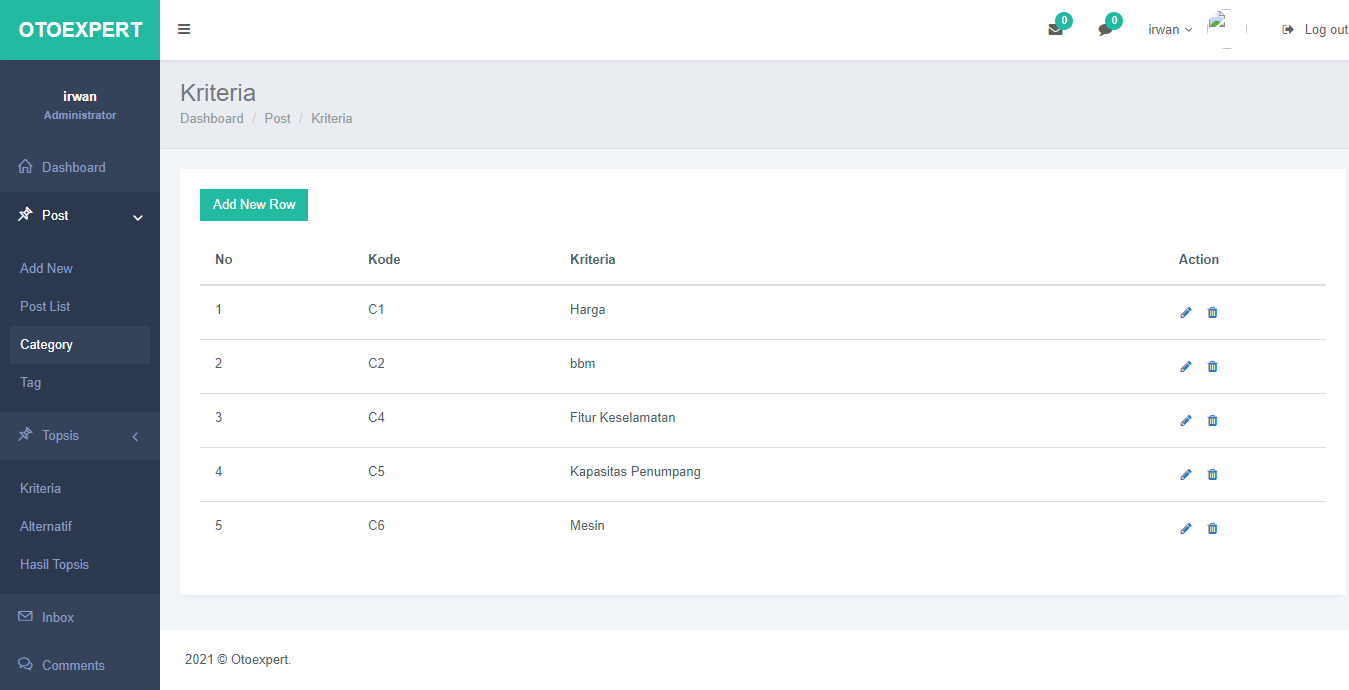 OTOEXPERT
0
0
irwan
Log out
irwan
Administrator
Dashboard
Post
Add New
Post List
Category
Tag
Topsis
Kriteria
Alternatif
Hasil Topsis
Inbox
Comments
Kriteria
Dashboard / Post / Kriteria
Add New Row
No Kode Kriteria Action
1 C1 Harga
2 C2 bbm
3 C4 Fitur Keselamatan
4 C5 Kapasitas Penumpang
5 C6 Mesin
2021 © Otoexpert.